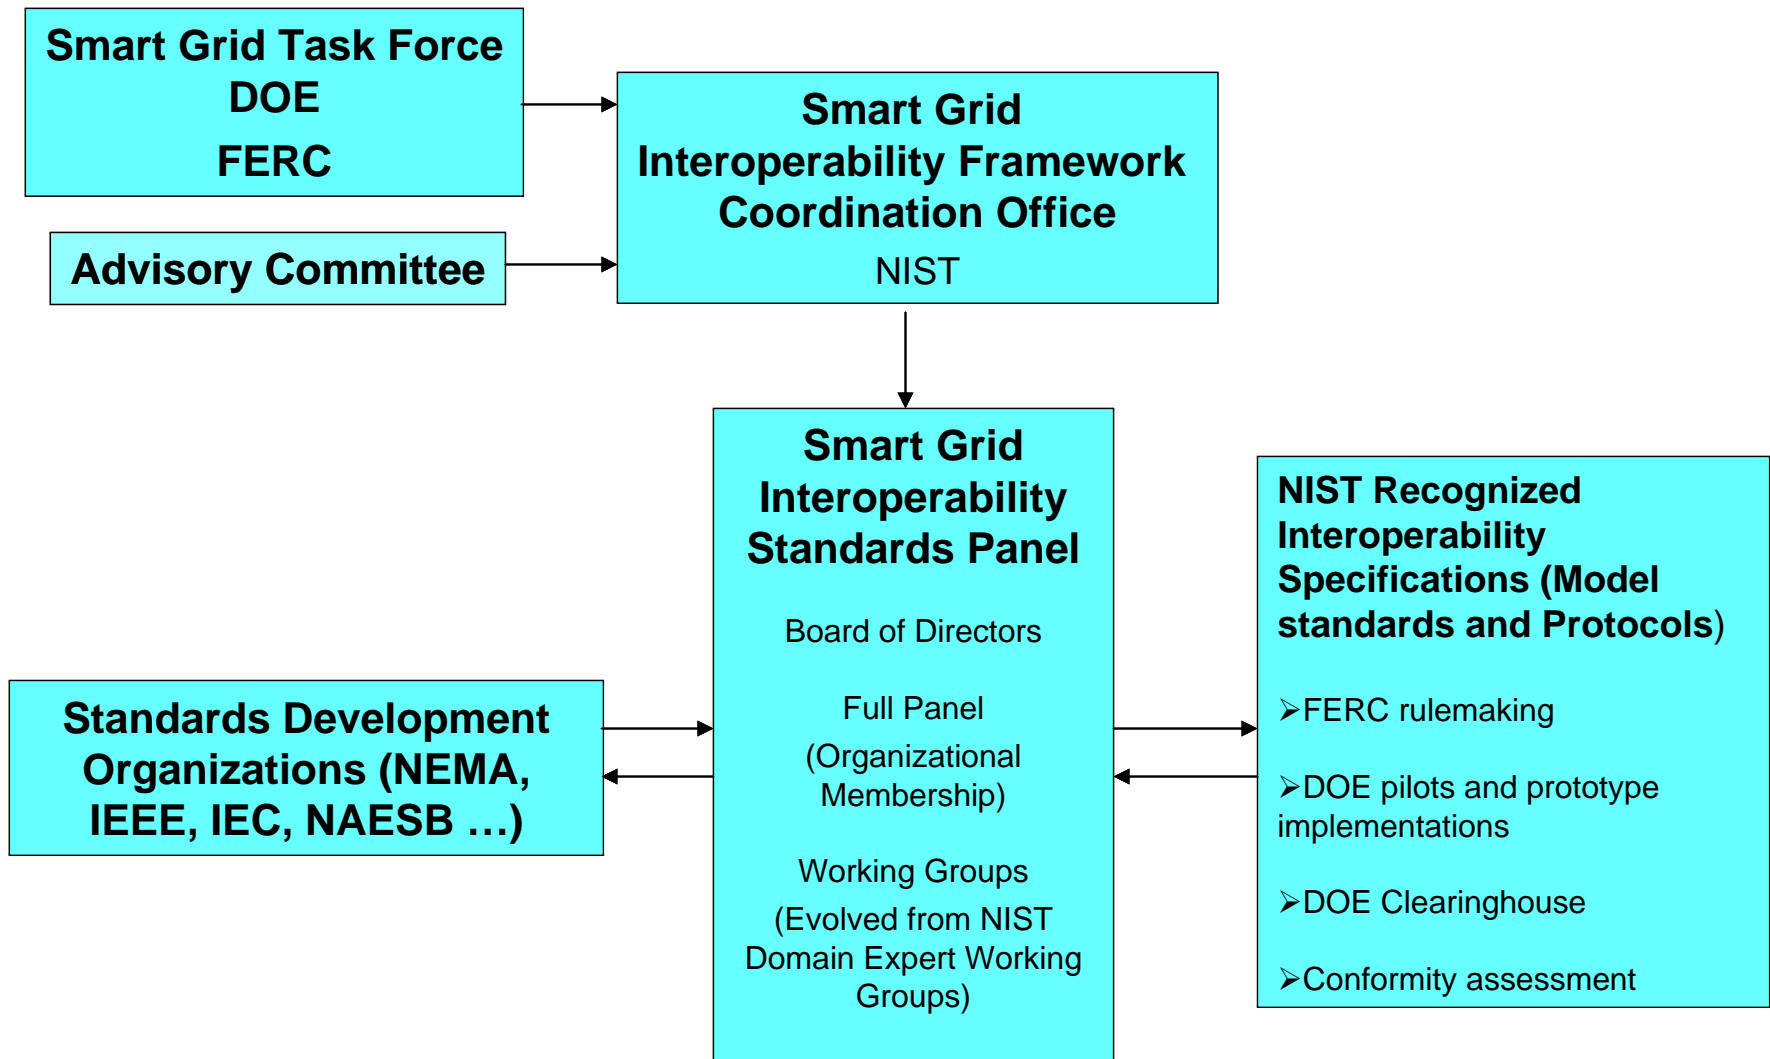 Smart Grid Task Force
DOE
FERC
Smart Grid
Interoperability Framework
Coordination Office
NIST
Advisory Committee
Smart Grid
Interoperability
Standards Panel
Board of Directors
Full Panel
(Organizational
Membership)
Working Groups
(Evolved from NIST
Domain Expert Working
Groups)
NIST Recognized
Interoperability
Specifications (Model
standards and Protocols)
➢FERC rulemaking
➢DOE pilots and prototype
implementations
➢DOE Clearinghouse
➢Conformity assessment
Standards Development
Organizations (NEMA,
IEEE, IEC, NAESB …)